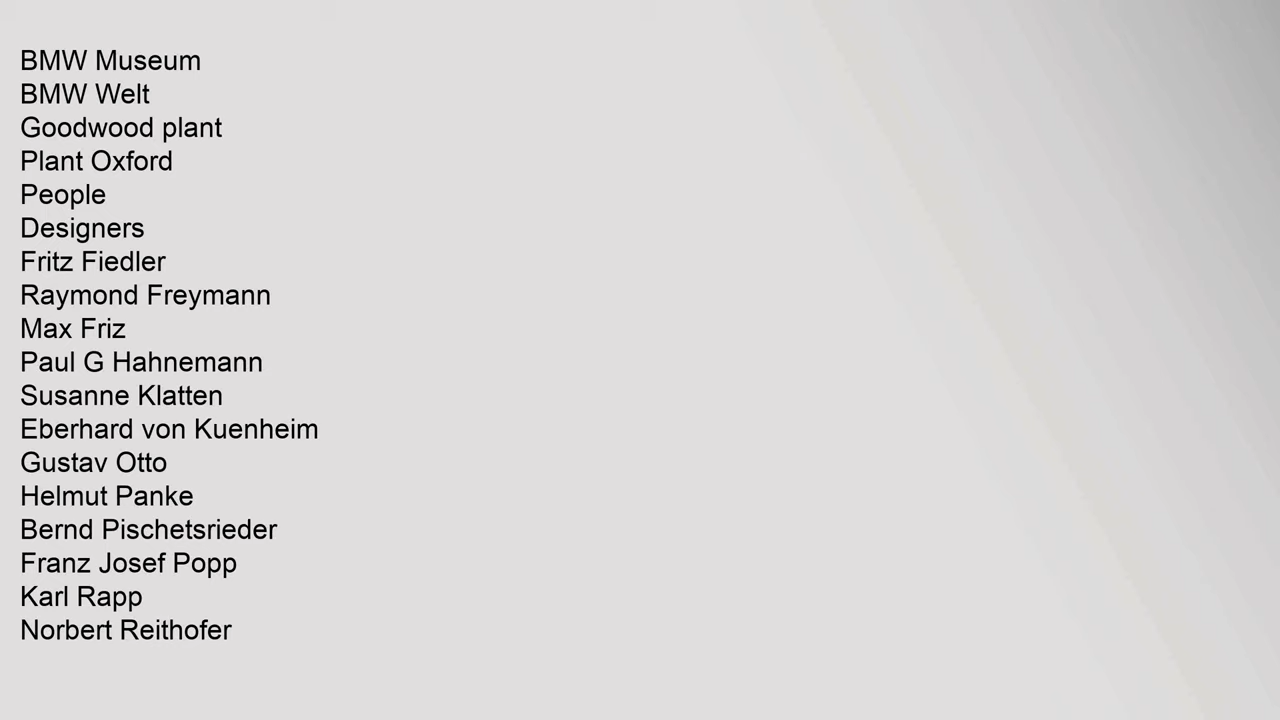 BMW Museum
BMW Welt
Goodwood plant
Plant Oxford
People
Designers
Fritz Fiedler
Raymond Freymann
Max Friz
Paul G Hahnemann
Susanne Klatten
Eberhard von Kuenheim
Gustav Otto
Helmut Panke
Bernd Pischetsrieder
Franz Josef Popp
Karl Rapp
Norbert Reithofer